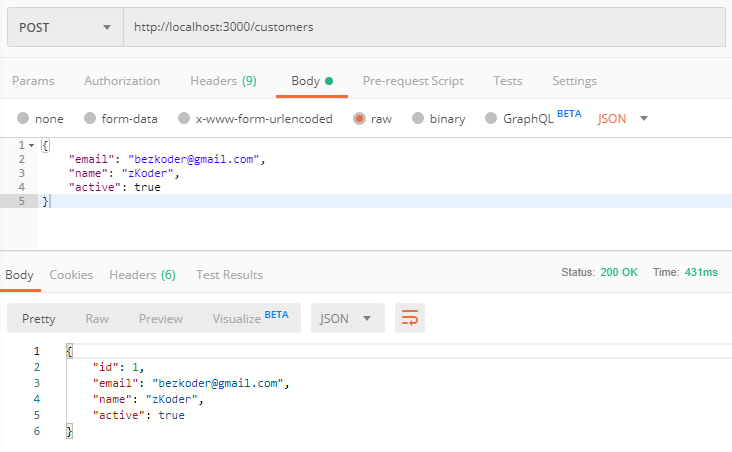 POST http://localhost:3000/customers
Params Authorization Headers (9) Body Pre-request Script Tests Settings
none form-data x-www-form-urlencoded raw binary GraphQL BETA JSON
1 {
2 "email": "bezkoder@gmail.com",
3 "name": "zKoder",
4 "active": true
5 }
Body Cookies Headers (6) Test Results Status: 200 OK Time: 431ms
Pretty Raw Preview Visualize BETA JSON
1 {
2 "id": 1,
3 "email": "bezkoder@gmail.com",
4 "name": "zKoder",
5 "active": true
6 }